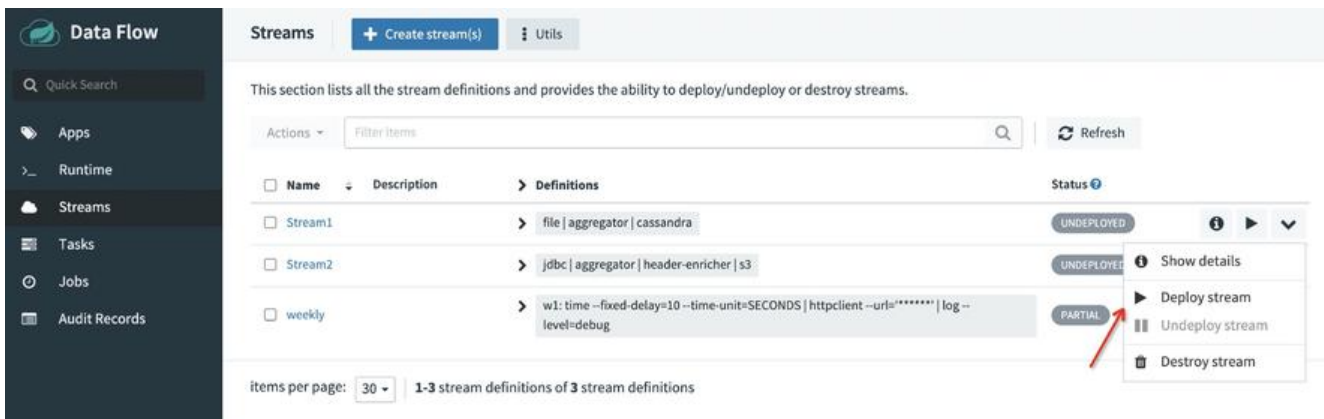 Data Flow
Streams
+ Create stream(s)
Utils
Quick Search
This section lists all the stream definitions and provides the ability to deploy/undeploy or destroy streams.
Apps
Actions
Filter items
Refresh
Runtime
Name
Description
Definitions
Status
Streams
Stream1
file | aggregator | cassandra
UNDEPLOYED
Tasks
Stream2
jdbc | aggregator | header-enricher | s3
UNDEPLOYED
Show details
Jobs
Deploy stream
Audit Records
weekly
w1: time --fixed-delay=10 --time-unit=SECONDS | httpclient --url='******' | log --
level=debug
PARTIAL
Undeploy stream
Destroy stream
items per page:
30
1-3 stream definitions of 3 stream definitions